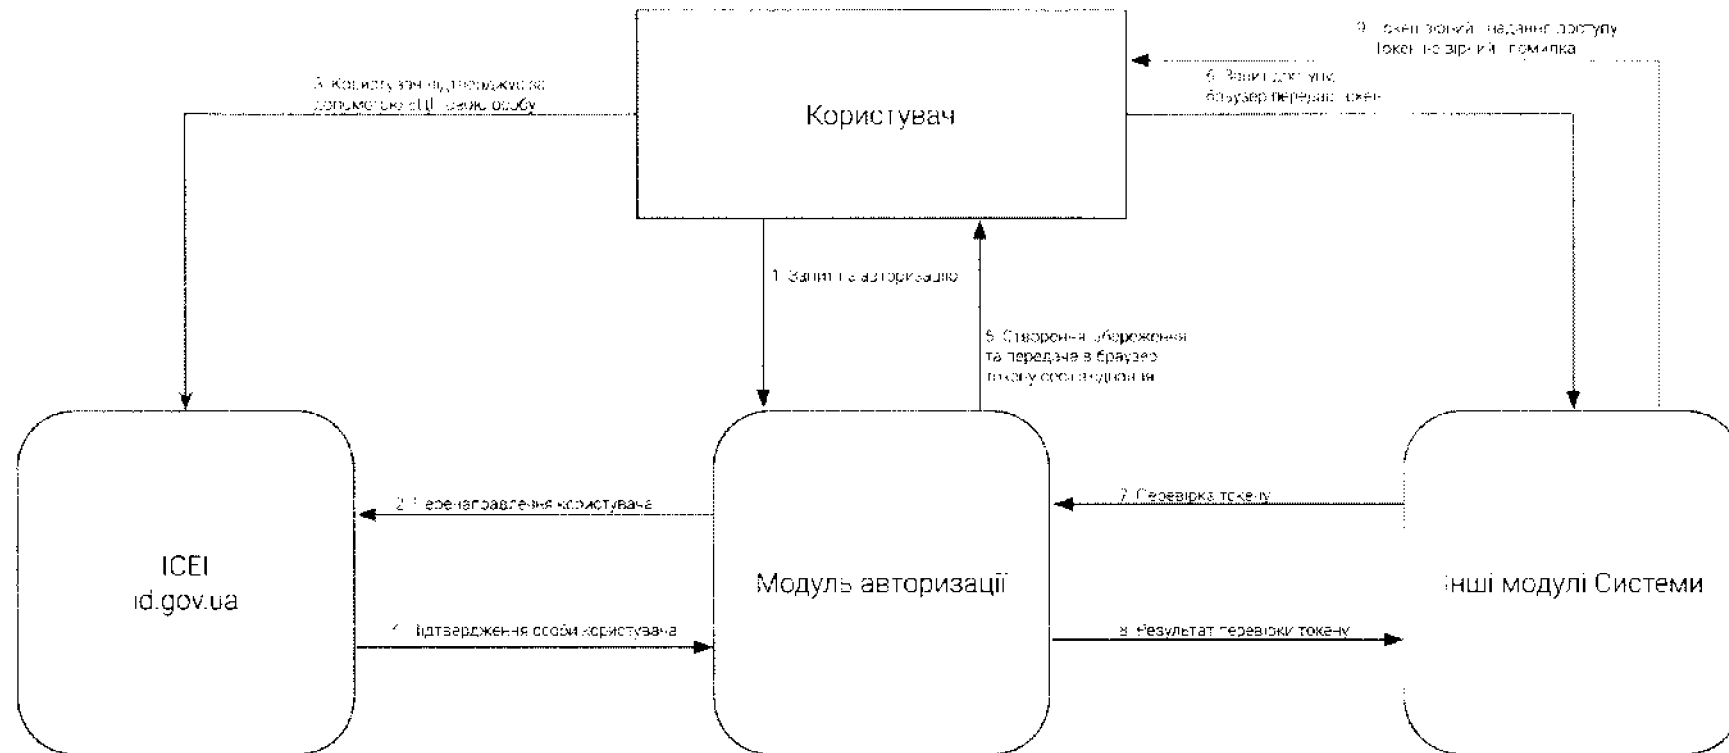 9. Токен вірний - надання доступу
Токен не вірний - помилка
3. Користувач підтверджує за
допомогою ЕЦП свою особу
6. Запит доступу,
браузер передає токен
Користувач
1. Запит на авторизацію
5. Створення, збереження
та передача в браузер
токену
2. Перенаправлення користувача
7. Перевірка токену
ІСЕІ
id.gov.ua
Модуль авторизації
Інші модулі Системи
4. Підтвердження особи користувача
8. Результат перевірки токену